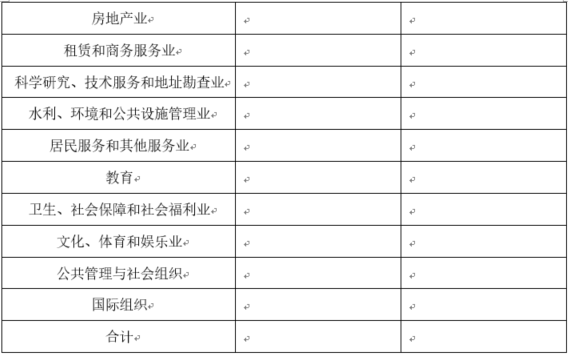 房地产业
租赁和商务服务业
科学研究、技术服务和地址勘查业
水利、环境和公共设施管理业
居民服务和其他服务业
教育
卫生、社会保障和社会福利业
文化、体育和娱乐业
公共管理与社会组织
国际组织
合计